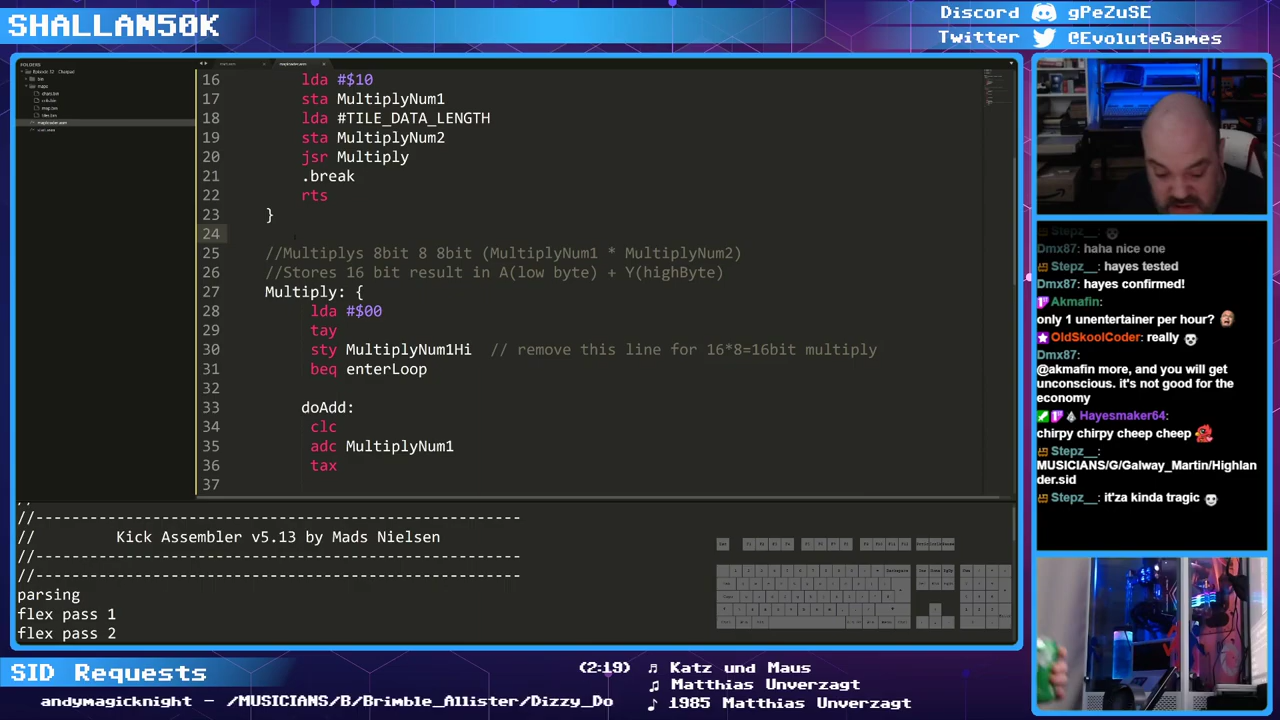 SHALLAN50K
Discord gPeZuSE
Twitter @EvoluteGames
FOLDERS
16 lda #$10
17 sta MultiplyNum1
18 lda #TILE_DATA_LENGTH
19 sta MultiplyNum2
20 jsr Multiply
21 .break
22 rts
23 }
24
25 //Multiplys 8bit 8 8bit (MultiplyNum1 * MultiplyNum2)
26 //Stores 16 bit result in A(low byte) + Y(highByte)
27 Multiply: {
28 lda #$00
29 tay
30 sty MultiplyNum1Hi // remove this line for 16*8=16bit multiply
31 beq enterLoop
32
33 doAdd:
34 clc
35 adc MultiplyNum1
36 tax
37
//------------------------------------------------------
// Kick Assembler v5.13 by Mads Nielsen
//------------------------------------------------------
//------------------------------------------------------
parsing
flex pass 1
flex pass 2
Stepz__:
Dmx87: haha nice one
Stepz__: hayes tested
Dmx87: hayes confirmed!
Akmafin:
only 1 unentertainer per hour?
OldSkoolCoder: really
Dmx87:
@akmafin more, and you will get
unconscious. it's not good for the
economy
Hayesmaker64:
chirpy chirpy cheep cheep
Stepz__:
MUSICIANS/G/Galway_Martin/Highlan
der.sid
Stepz__: it'za kinda tragic
SID Requests
andymagicknight - /MUSICIANS/B/Brimble_Allister/Dizzy_Do
(2:19) Katz und Maus
Matthias Unverzagt
1985 Matthias Unverzagt